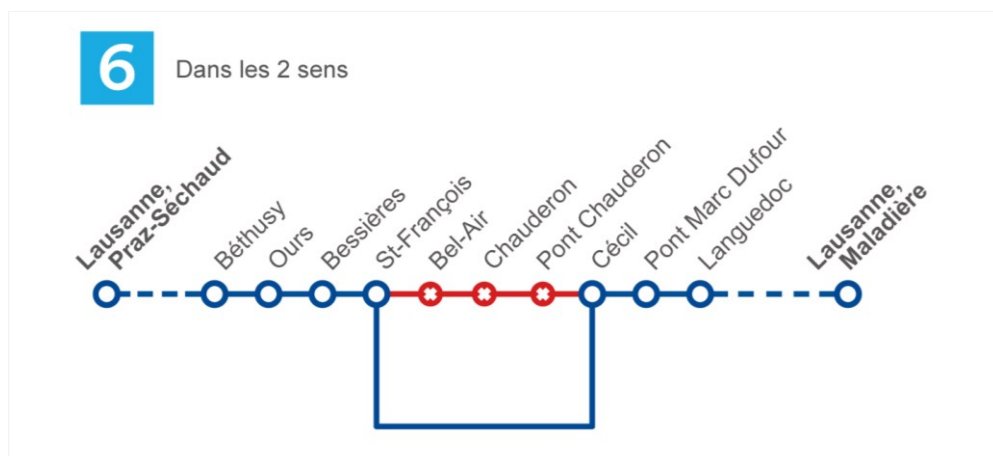 6
Dans les 2 sens
Lausanne,
Praz-Séchaud
Béthusy
Ours
Bessières
St-François
Bel-Air
Chauderon
Pont Chauderon
Cécil
Pont Marc Dufour
Languedoc
Lausanne,
Maladière